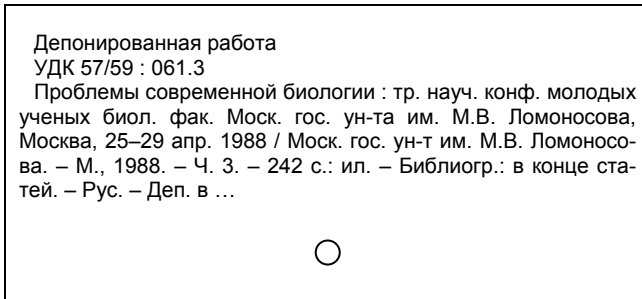 Депонированная работа
УДК 57/59 : 061.3
Проблемы современной биологии : тр. науч. конф. молодых
ученых биол. фак. Моск. гос. ун-та им. М.В. Ломоносова,
Москва, 25–29 апр. 1988 / Моск. гос. ун-т им. М.В. Ломоносо-
ва. – М., 1988. – Ч. 3. – 242 с.: ил. – Библиогр.: в конце ста-
тей. – Рус. – Деп. в …